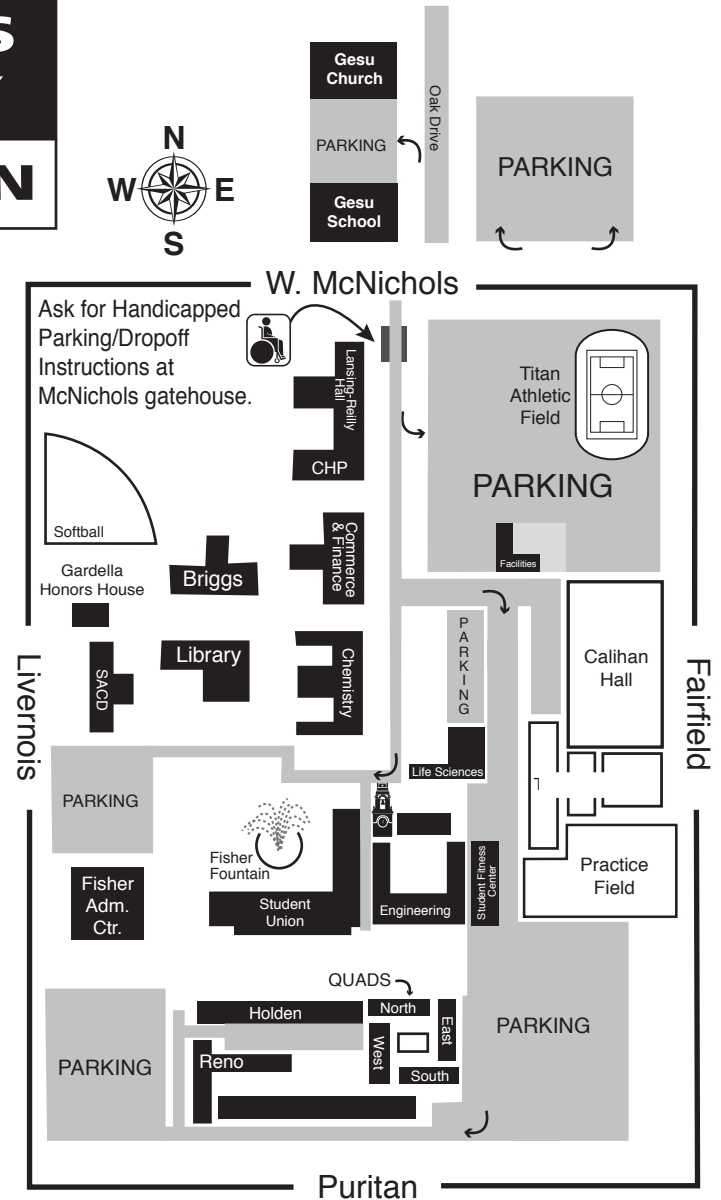 S
N
N
W
E
S
Gesu
Church
PARKING
Gesu
School
Oak Drive
PARKING
W. McNichols
Ask for Handicapped
Parking/Dropoff
Instructions at
McNichols gatehouse.
Lansing-Reilly
Hall
CHP
Titan
Athletic
Field
PARKING
Softball
Commerce
& Finance
Facilities
Gardella
Honors House
Briggs
PARKING
Calihan
Hall
Livernois
Fairfield
SACD
Library
Chemistry
Life Sciences
PARKING
Fisher
Fountain
Fisher
Adm.
Ctr.
Student
Union
Engineering
Student Fitness
Center
Practice
Field
QUADS
Holden
North
East
West
South
Reno
PARKING
PARKING
Puritan